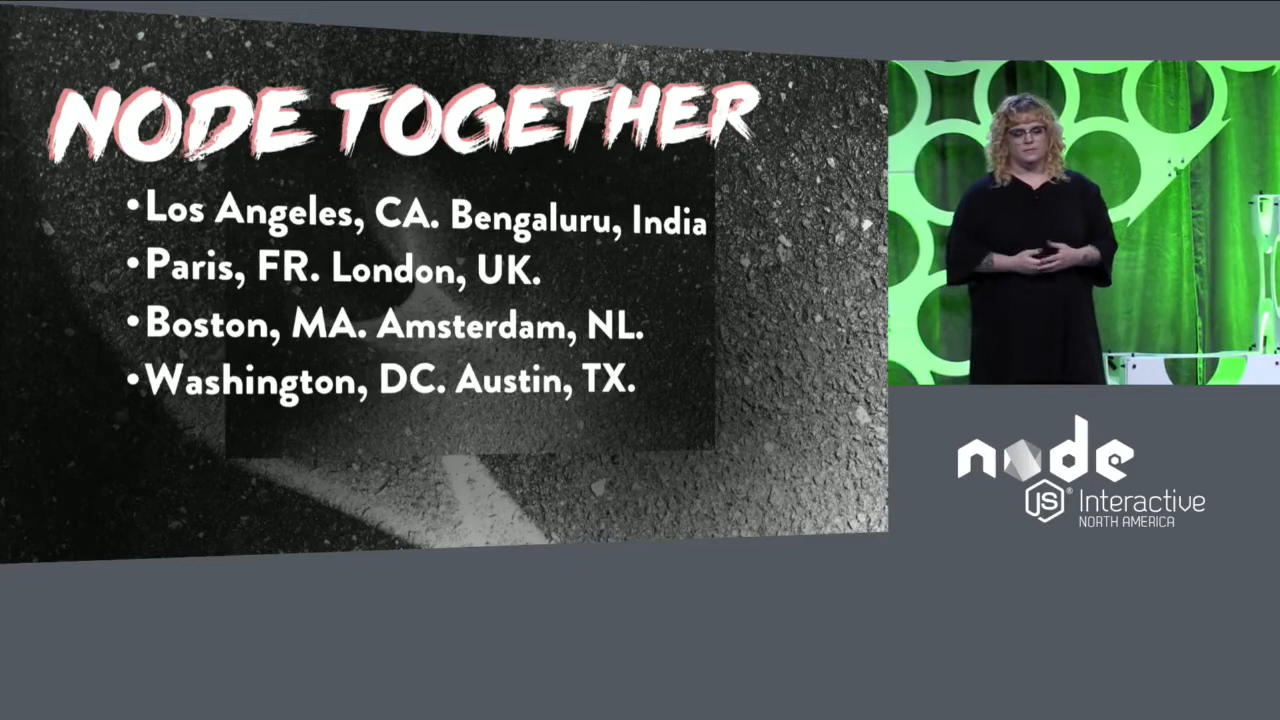 NODE TOGETHER
•Los Angeles, CA. Bengaluru, India
•Paris, FR. London, UK.
•Boston, MA. Amsterdam, NL.
•Washington, DC. Austin, TX.
node
JS® Interactive
NORTH AMERICA